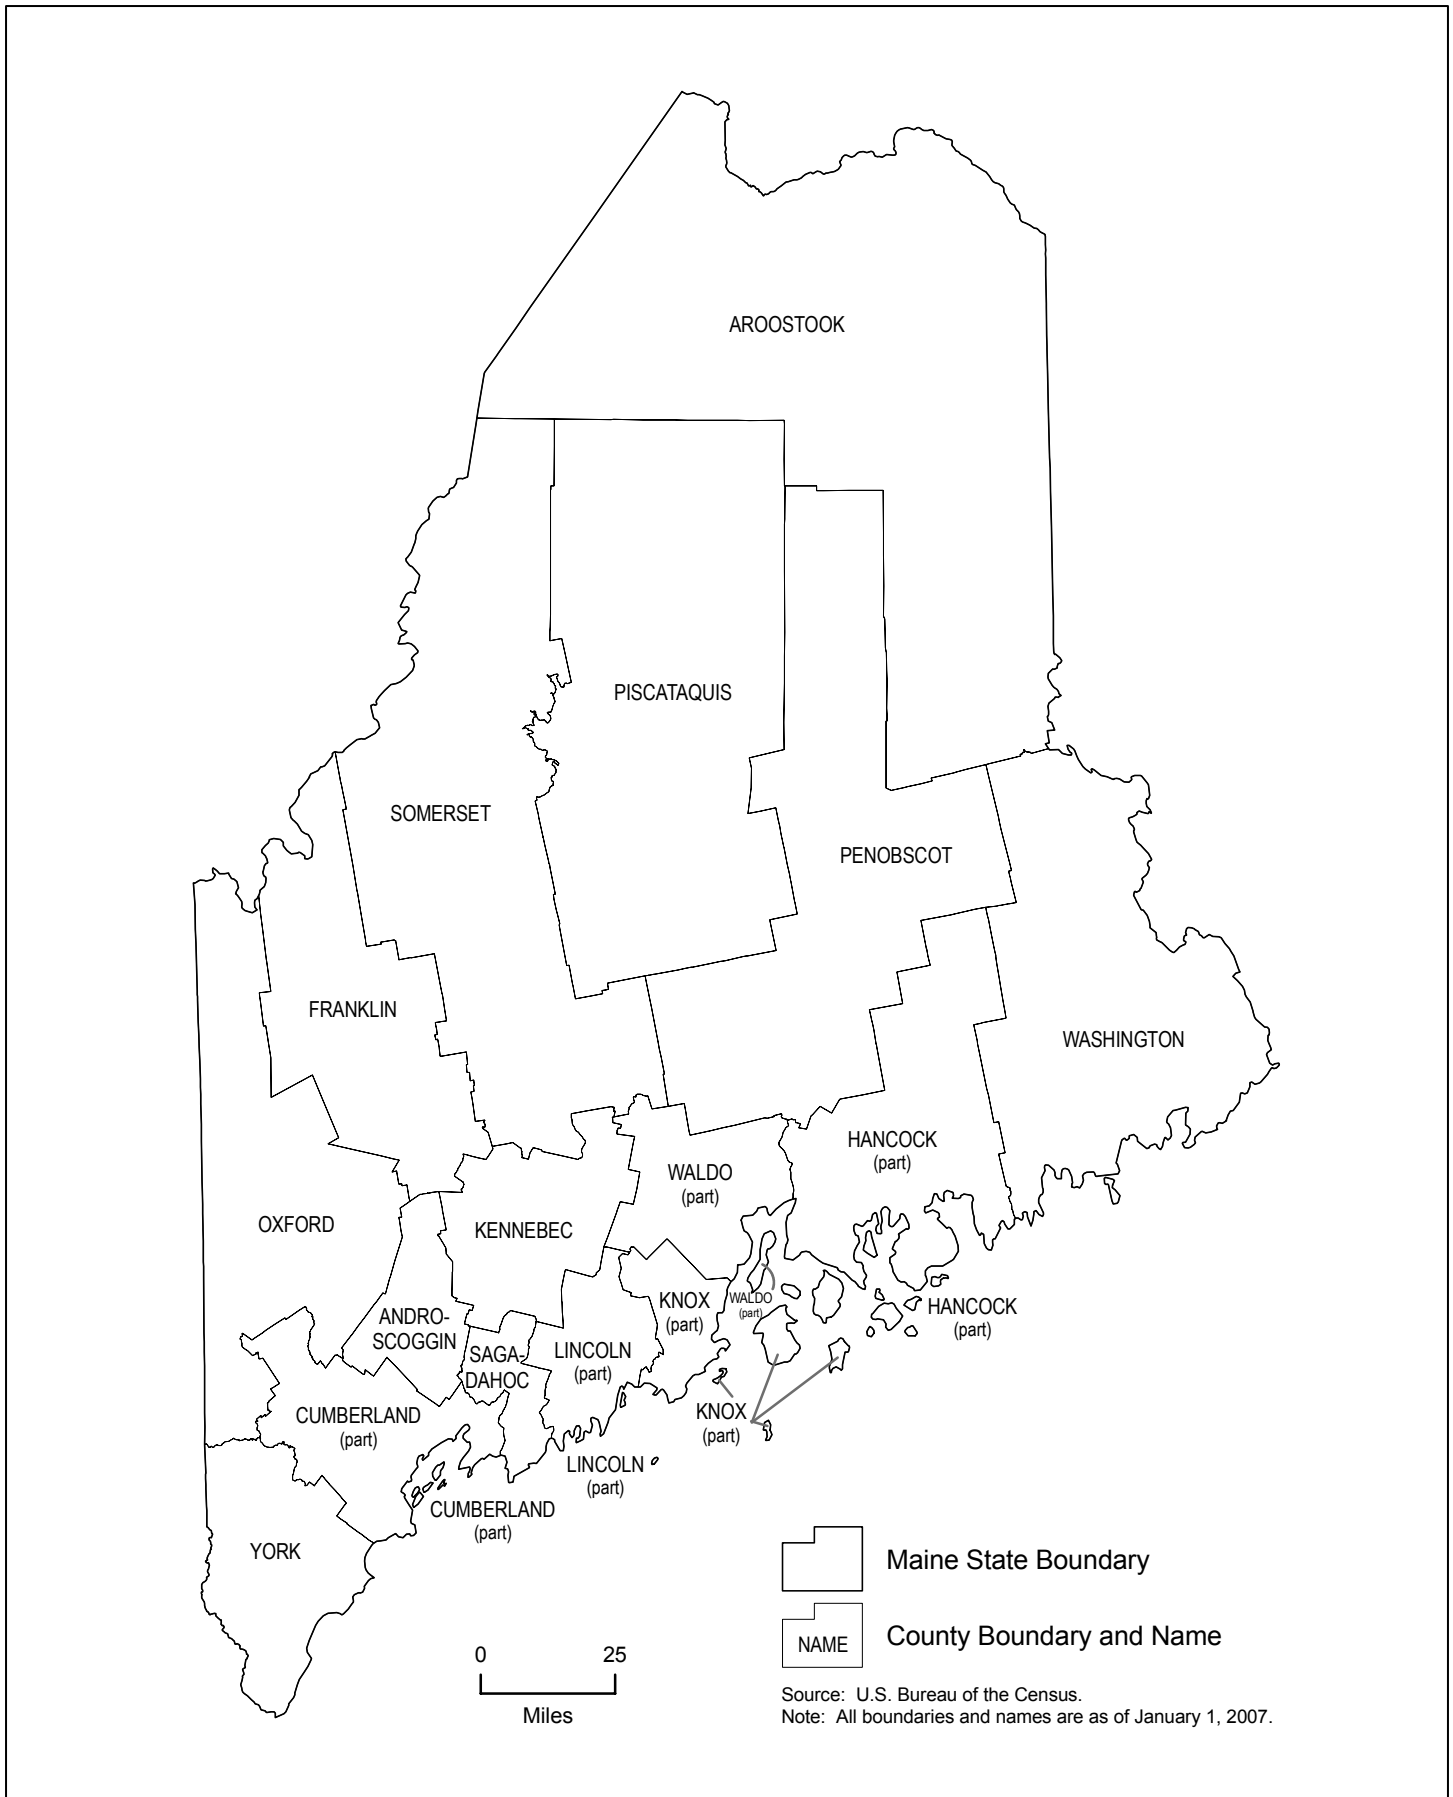 AROOSTOOK
PISCATAQUIS
SOMERSET
PENOBSCOT
FRANKLIN
WASHINGTON
HANCOCK
(part)
WALDO
(part)
OXFORD
KENNEBEC
WALDO
(part)
KNOX
(part)
HANCOCK
(part)
ANDRO-
SCOGGIN
SAGA-
DAHOC
LINCOLN
(part)
CUMBERLAND
(part)
KNOX
(part)
LINCOLN
(part)
CUMBERLAND
(part)
YORK
Maine State Boundary
NAME
County Boundary and Name
0 25
Miles
Source: U.S. Bureau of the Census.
Note: All boundaries and names are as of January 1, 2007.